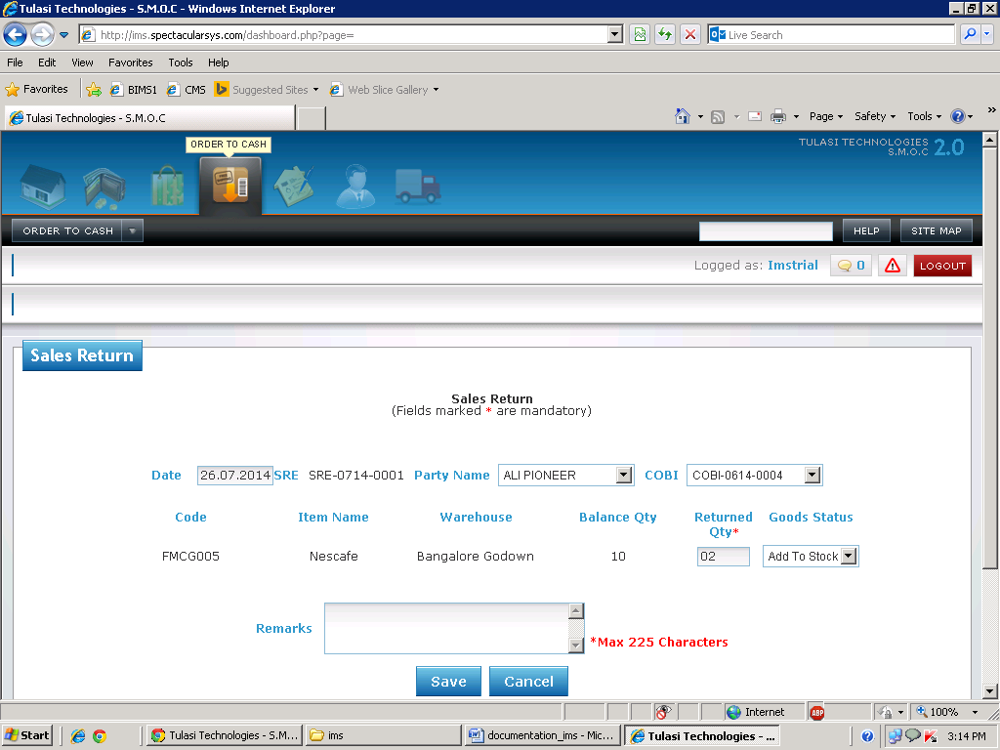 Tulasi Technologies - S.M.O.C - Windows Internet Explorer
http://ims.spectacularsys.com/dashboard.php?page=
Live Search
File Edit View Favorites Tools Help
Favorites BIMS1 CMS Suggested Sites Web Slice Gallery
Tulasi Technologies - S.M.O.C
Page Safety Tools »
ORDER TO CASH
TULASI TECHNOLOGIES
S.M.O.C 2.0
ORDER TO CASH HELP SITE MAP
Logged as: Imstrial 0 LOGOUT
Sales Return
Sales Return
(Fields marked * are mandatory)
Date 26.07.2014 SRE SRE-0714-0001 Party Name ALI PIONEER COBI COBI-0614-0004
Code Item Name Warehouse Balance Qty Returned Goods Status
Qty*
FMCG005 Nescafe Bangalore Godown 10 02 Add To Stock
Remarks
*Max 225 Characters
Save Cancel
Internet ABP 100%
Start Tulasi Technologies - S.M... ims documentation_ims - Mic... Tulasi Technologies - ... 3:14 PM